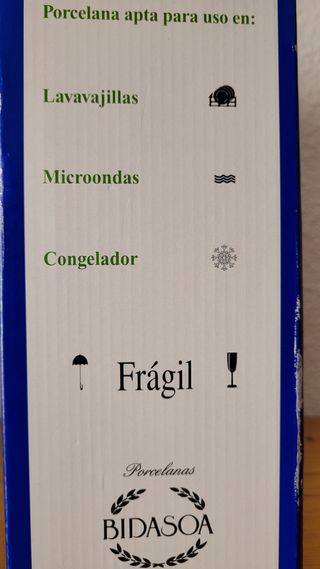 Porcelana apta para uso en:
Lavavajillas
Microondas
Congelador
Frágil
Porcelanas
BIDASOA